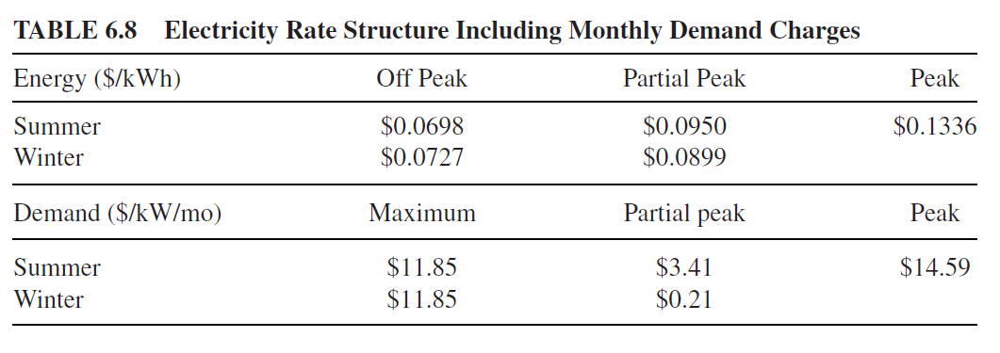 TABLE 6.8 Electricity Rate Structure Including Monthly Demand Charges
Energy ($/kWh) Off Peak Partial Peak Peak
Summer $0.0698 $0.0950 $0.1336
Winter $0.0727 $0.0899
Demand ($/kW/mo) Maximum Partial peak Peak
Summer $11.85 $3.41 $14.59
Winter $11.85 $0.21